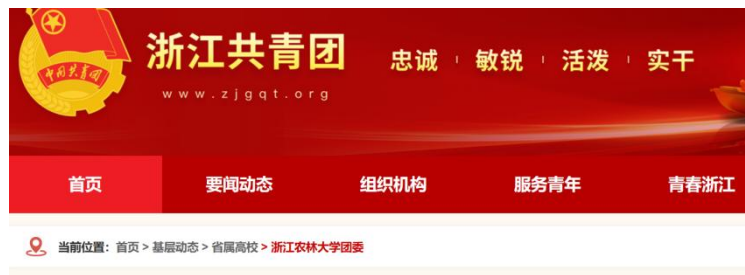 中国共青团
浙江共青团
忠诚 | 敏锐 | 活泼 | 实干
www.zjgqt.org
首页 要闻动态 组织机构 服务青年 青春浙江
当前位置：首页 > 基层动态 > 省属高校 > 浙江农林大学团委